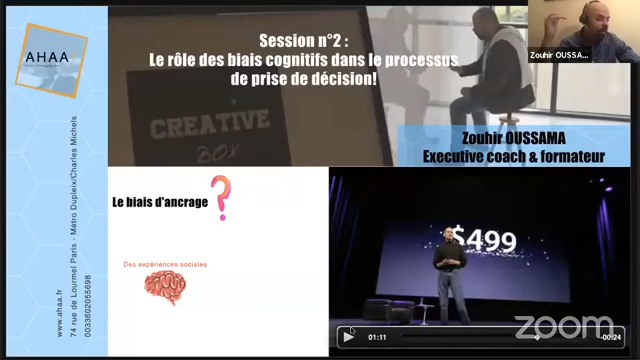 AHAA
Session n°2 :
Le rôle des biais cognitifs dans le processus
de prise de décision!
Zouhir OUSSA...
CREATIVE
BOX
Zouhir OUSSAMA
Executive coach & formateur
Le biais d'ancrage ?
Des expériences sociales
$499
01:11
-00:24
zoom
www.ahaa.fr
74 rue de Lourmel Paris - Métro Dupleix/Charles Michels
0033602055698